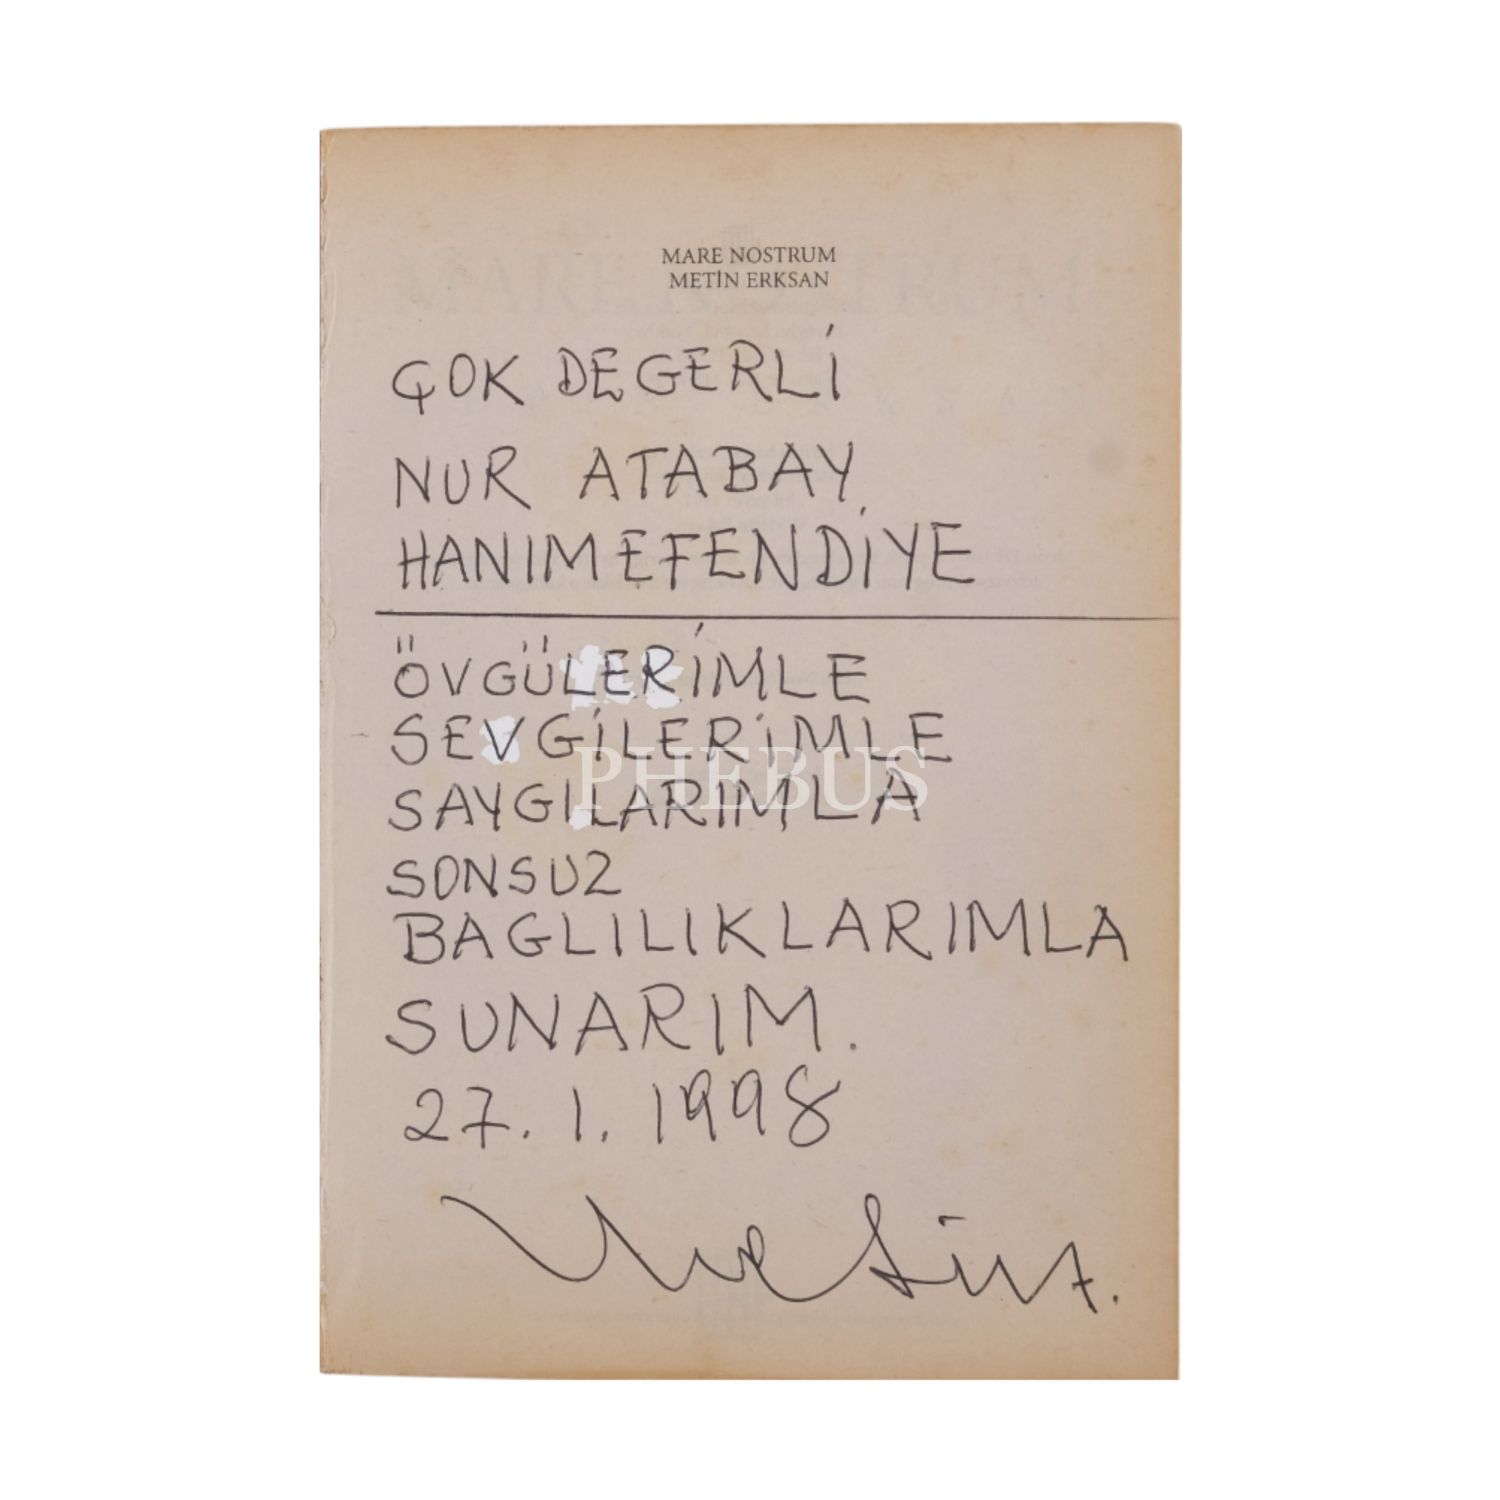 MARE NOSTRUM
METİN ERKSAN
ÇOK DEGERLİ
NUR ATABAY
HANIMEFENDİYE
ÖVGÜLERİMLE
SEVGİLERİMLE
PHEBUS
SAYGILARIMLA
SONSUZ
BAGLILIKLARIMLA
SUNARIM.
27.1.1998